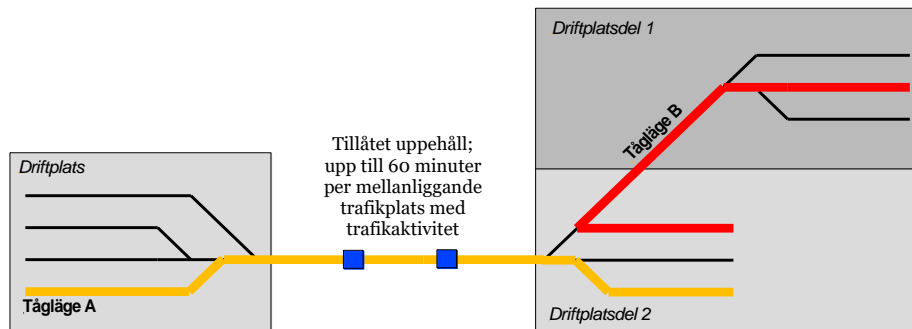 Driftplatsdel 1
Tågläge B
Tillåtet uppehåll;
upp till 60 minuter
per mellanliggande
trafikplats med
trafikaktivitet
Driftplats
Tågläge A
Driftplatsdel 2